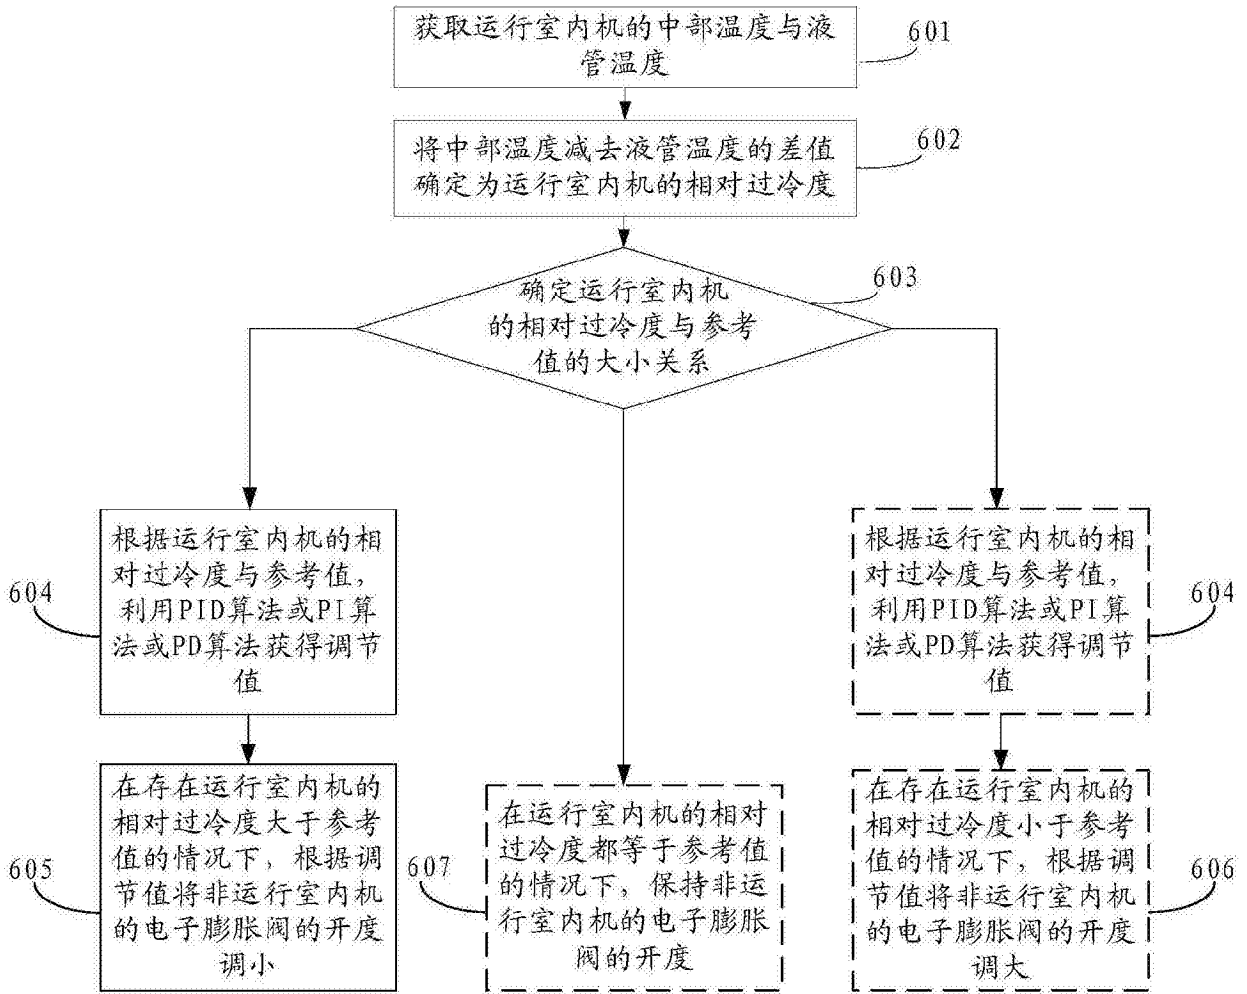 获取运行室内机的中部温度与液
管温度
601
将中部温度减去液管温度的差值
确定为运行室内机的相对过冷度
602
确定运行室内机
的相对过冷度与参考
值的大小关系
603
根据运行室内机的相
对过冷度与参考值，
利用PID算法或PI算
法或PD算法获得调节
值
604
根据运行室内机的相
对过冷度与参考值，
利用PID算法或PI算
法或PD算法获得调节
值
604
在存在运行室内机的
相对过冷度大于参考
值的情况下，根据调
节值将非运行室内机
的电子膨胀阀的开度
调小
605
在运行室内机的相对
过冷度都等于参考值
的情况下，保持非运
行室内机的电子膨胀
阀的开度
607
在存在运行室内机的
相对过冷度小于参考
值的情况下，根据调
节值将非运行室内机
的电子膨胀阀的开度
调大
606